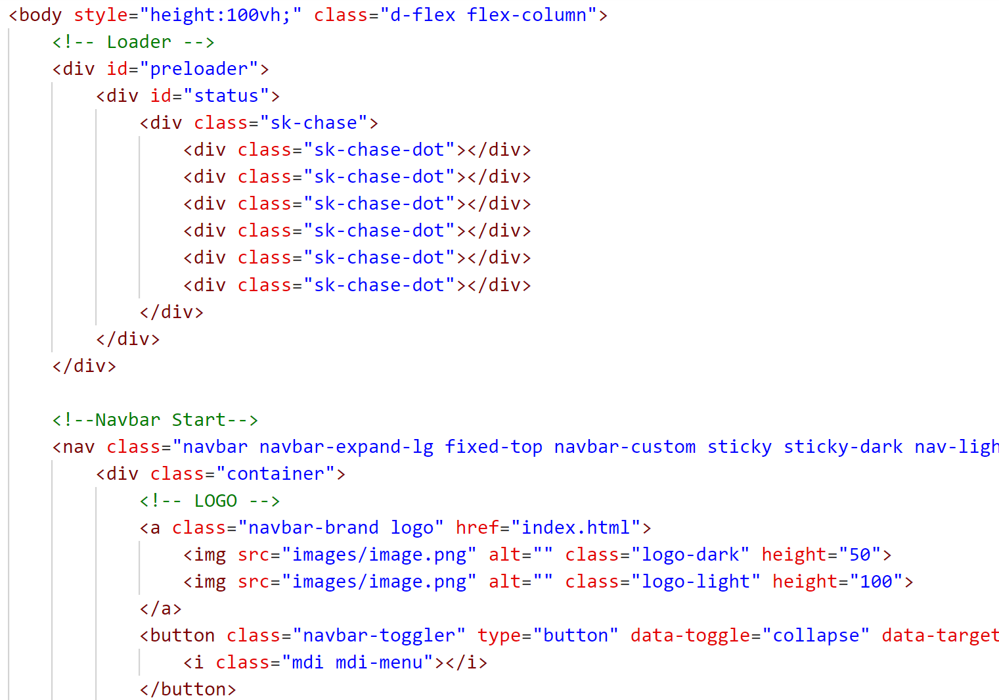 <body style="height:100vh;" class="d-flex flex-column">
    <!-- Loader -->
    <div id="preloader">
        <div id="status">
            <div class="sk-chase">
                <div class="sk-chase-dot"></div>
                <div class="sk-chase-dot"></div>
                <div class="sk-chase-dot"></div>
                <div class="sk-chase-dot"></div>
                <div class="sk-chase-dot"></div>
                <div class="sk-chase-dot"></div>
            </div>
        </div>
    </div>

    <!--Navbar Start-->
    <nav class="navbar navbar-expand-lg fixed-top navbar-custom sticky sticky-dark nav-ligh
        <div class="container">
            <!-- LOGO -->
            <a class="navbar-brand logo" href="index.html">
                <img src="images/image.png" alt="" class="logo-dark" height="50">
                <img src="images/image.png" alt="" class="logo-light" height="100">
            </a>
            <button class="navbar-toggler" type="button" data-toggle="collapse" data-target
                <i class="mdi mdi-menu"></i>
            </button>